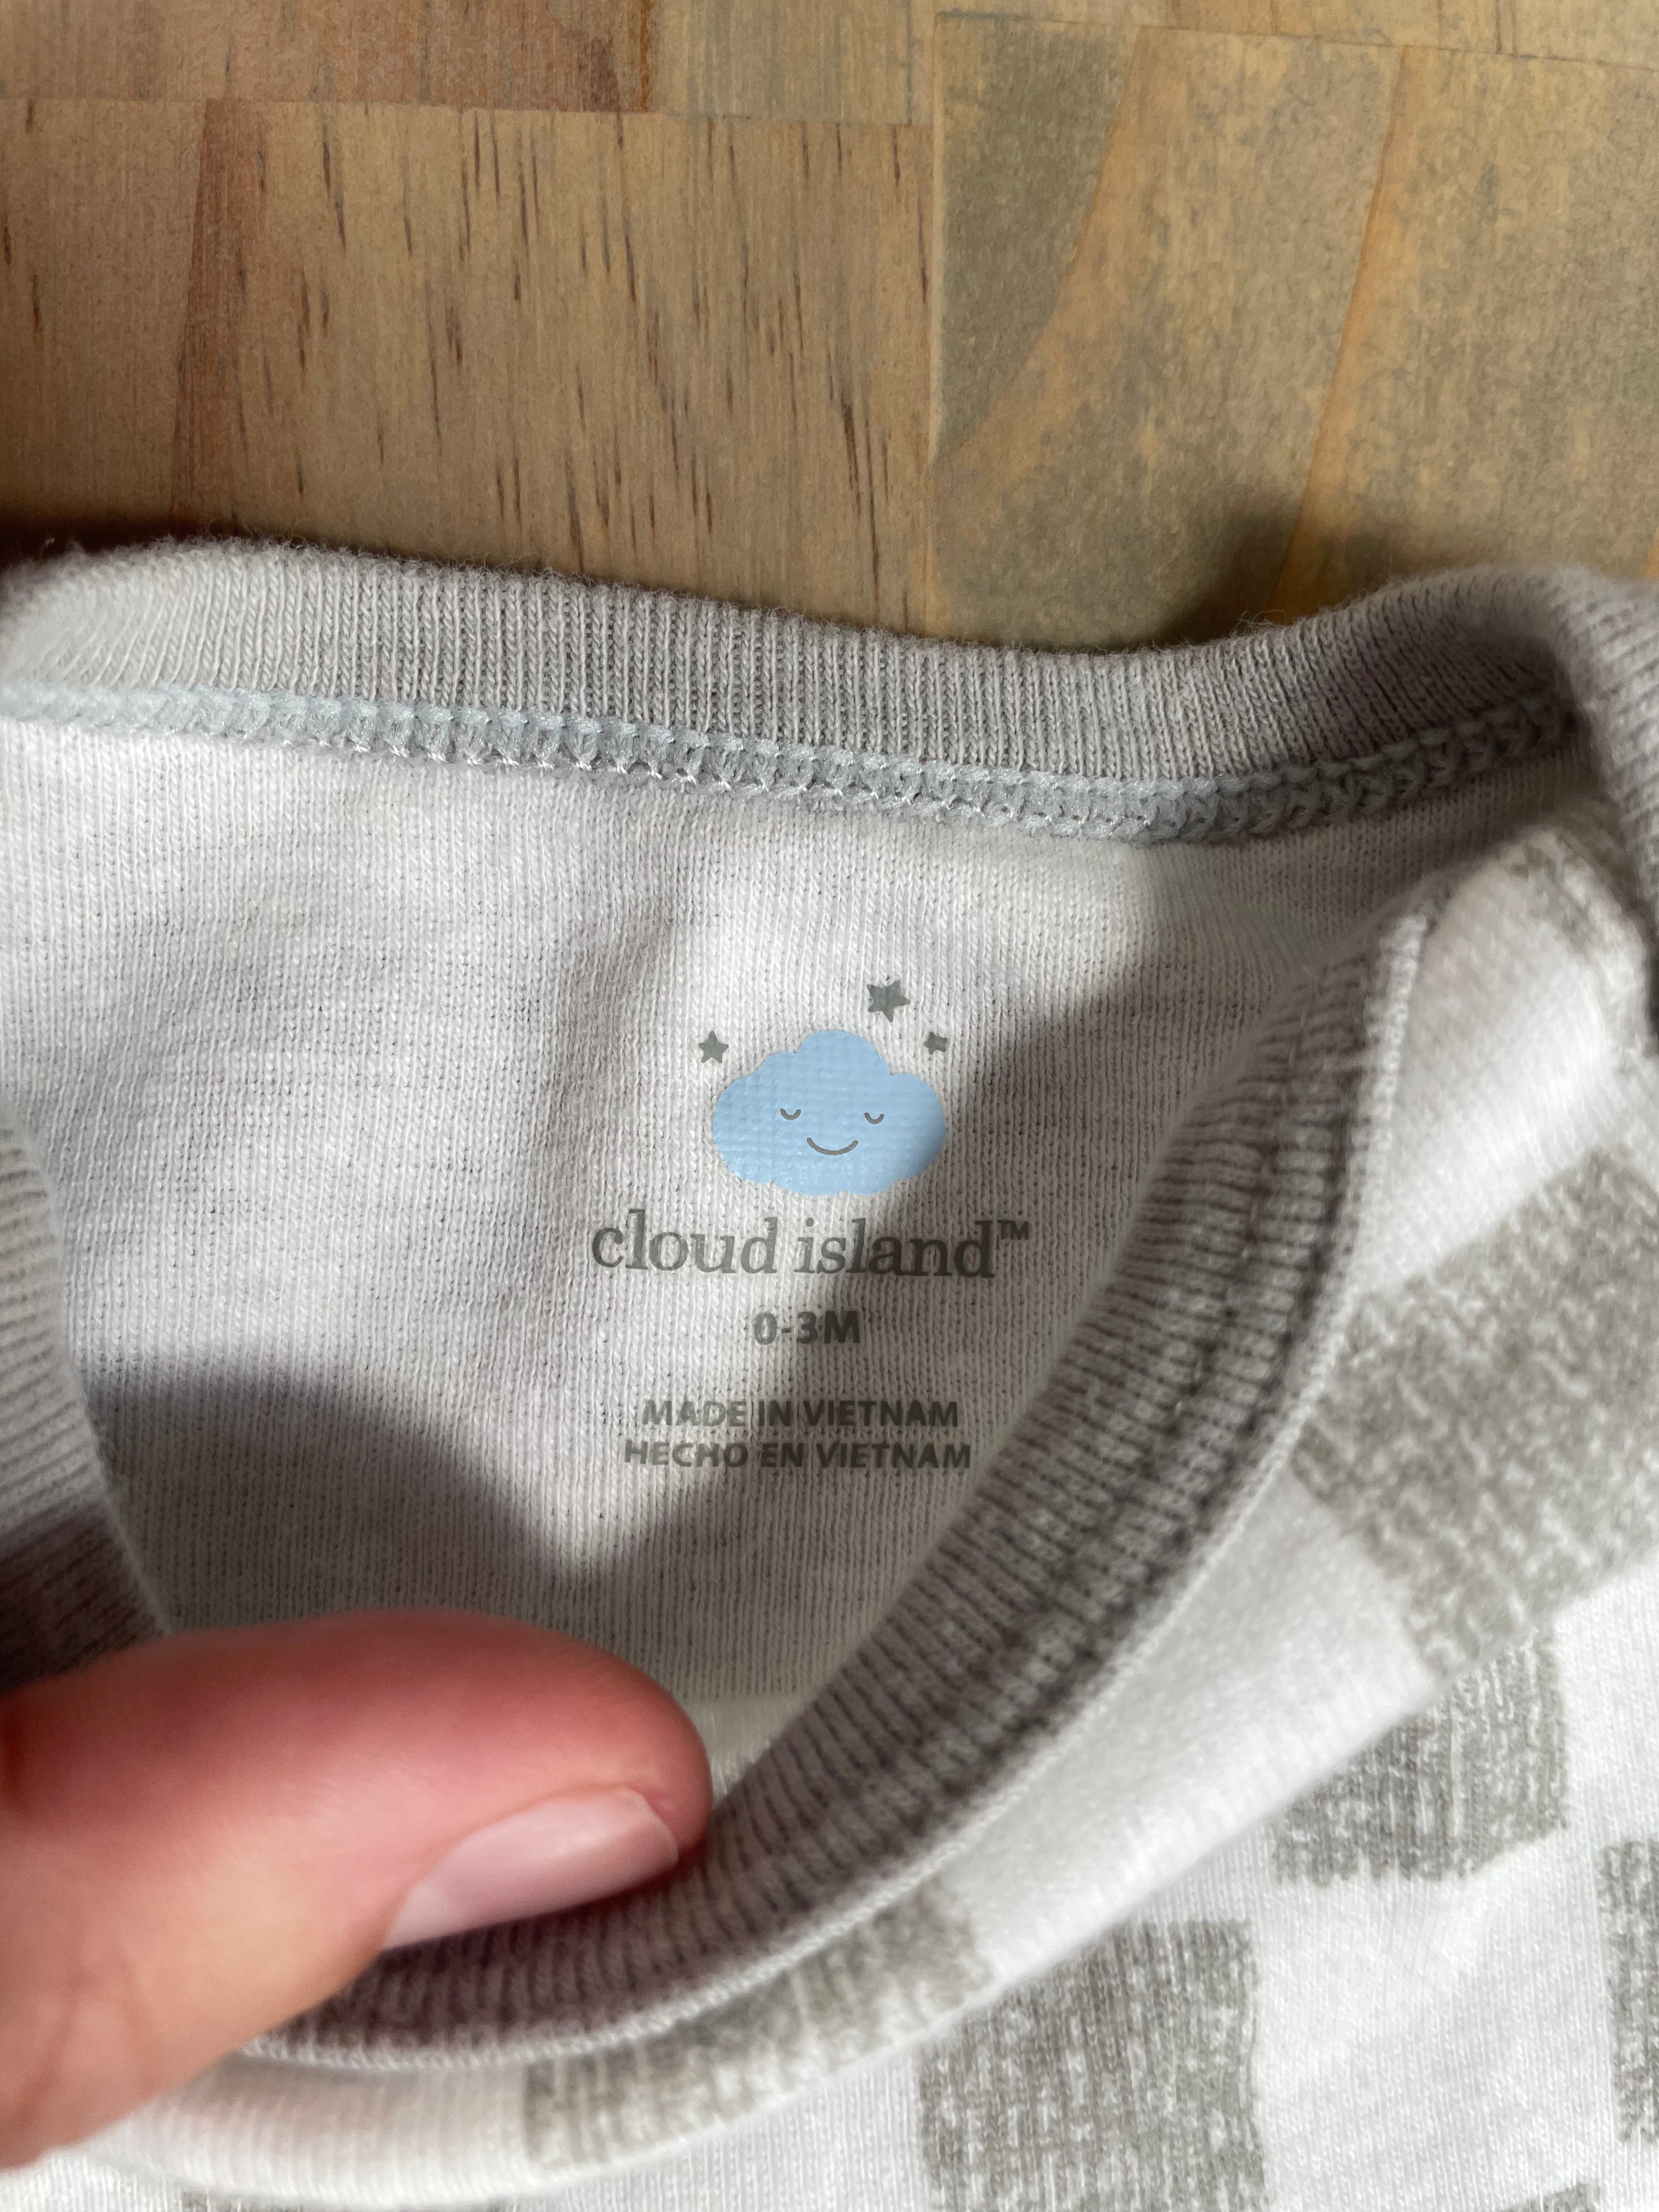 cloud island™
0-3M
MADE IN VIETNAM
HECHO EN VIETNAM